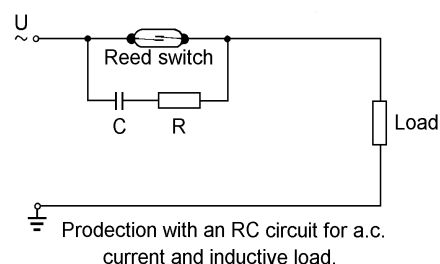 U
~
Reed switch
C R
Load
Prodection with an RC circuit for a.c.
current and inductive load.